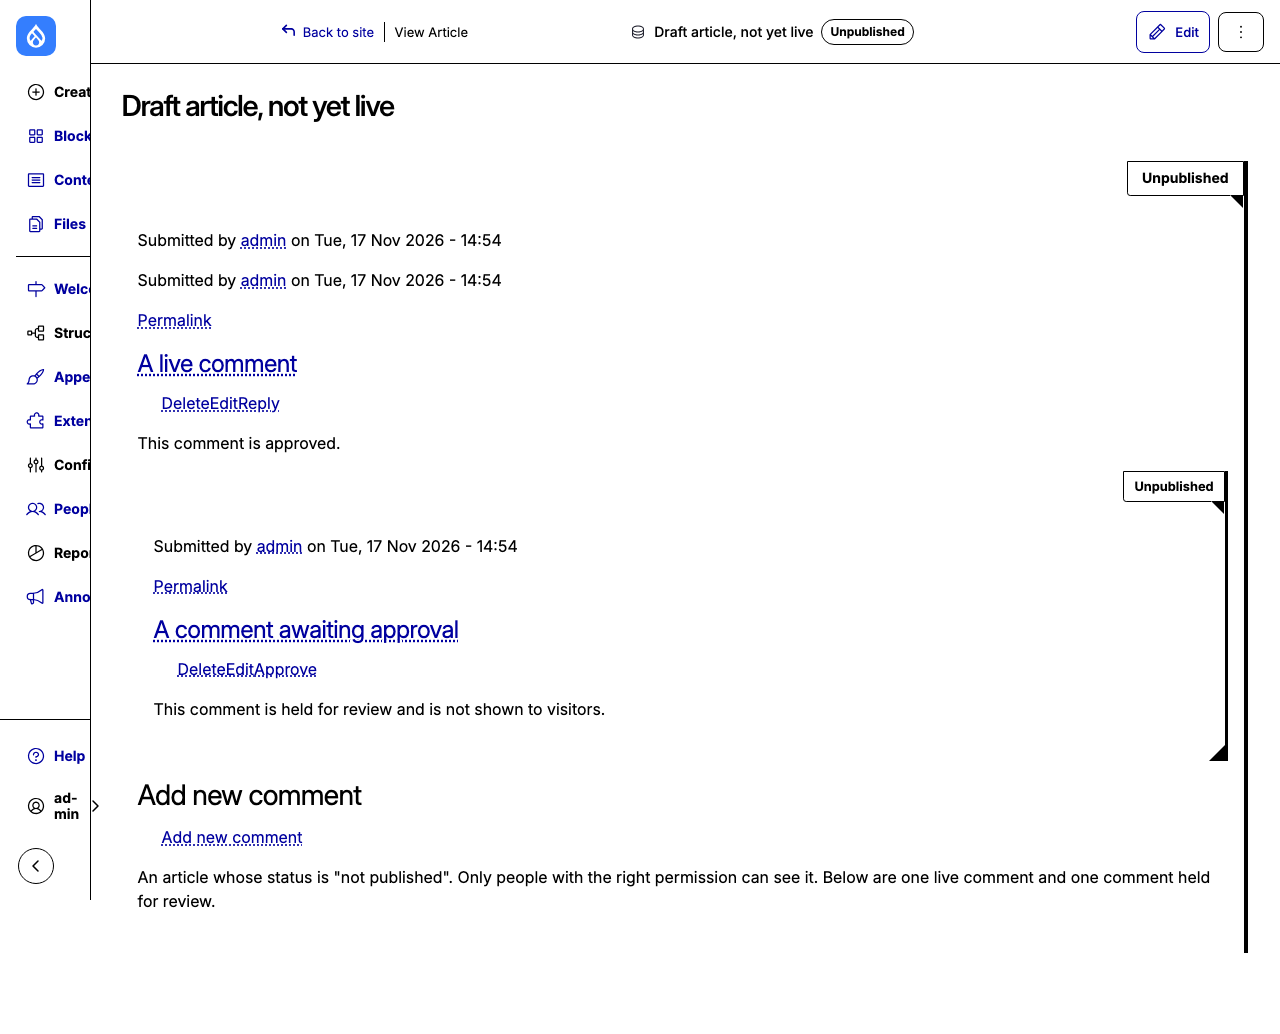 Back to site
View Article
Draft article, not yet live
Unpublished
Edit
Creat
Block
Conte
Files
Welco
Struc
Appe
Exten
Confi
Peop
Repo
Anno
Help
ad-
min
Draft article, not yet live
Unpublished
Submitted by admin on Tue, 17 Nov 2026 - 14:54
Submitted by admin on Tue, 17 Nov 2026 - 14:54
Permalink
A live comment
DeleteEditReply
This comment is approved.
Unpublished
Submitted by admin on Tue, 17 Nov 2026 - 14:54
Permalink
A comment awaiting approval
DeleteEditApprove
This comment is held for review and is not shown to visitors.
Add new comment
Add new comment
An article whose status is "not published". Only people with the right permission can see it. Below are one live comment and one comment held
for review.